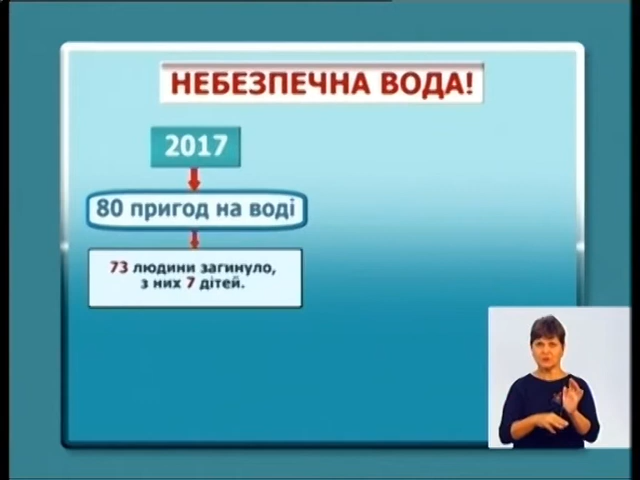 НЕБЕЗПЕЧНА ВОДА!
2017
80 пригод на воді
73 людини загинуло,
з них 7 дітей.